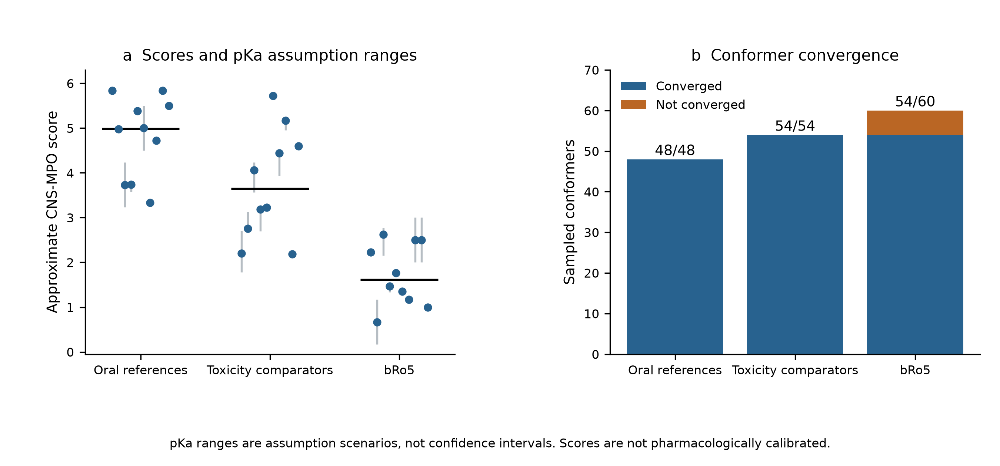 a  Scores and pKa assumption ranges
Approximate CNS-MPO score
6
5
4
3
2
1
0
Oral references
Toxicity comparators
bRo5
b  Conformer convergence
Sampled conformers
70
60
50
40
30
20
10
0
Converged
Not converged
48/48
54/54
54/60
Oral references
Toxicity comparators
bRo5
pKa ranges are assumption scenarios, not confidence intervals. Scores are not pharmacologically calibrated.